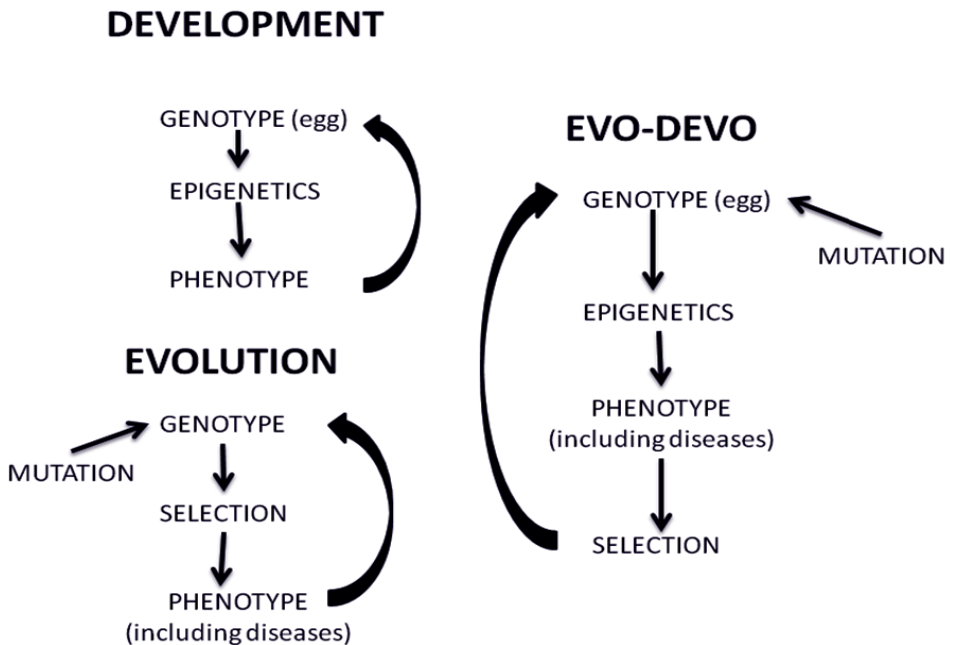 DEVELOPMENT
GENOTYPE (egg)
EPIGENETICS
PHENOTYPE
EVOLUTION
GENOTYPE
MUTATION
SELECTION
PHENOTYPE
(including diseases)
EVO-DEVO
GENOTYPE (egg)
MUTATION
EPIGENETICS
PHENOTYPE
(including diseases)
SELECTION